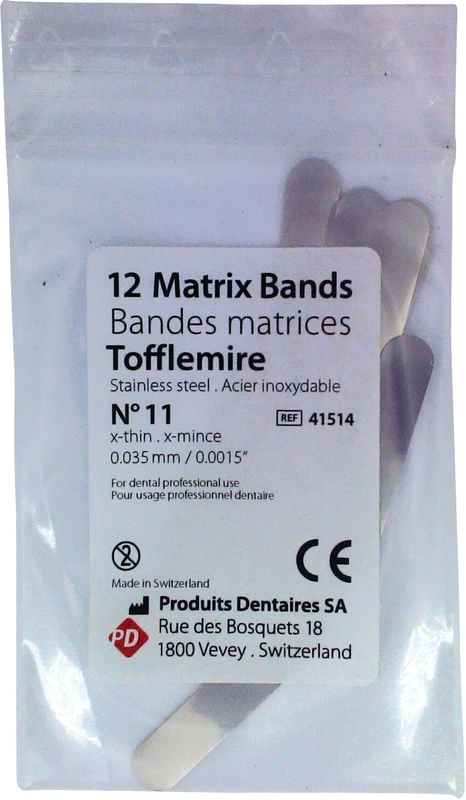 12 Matrix Bands
Bandes matrices
Tofflemire
Stainless steel . Acier inoxydable
N° 11
REF 41514
x-thin . x-mince
0.035 mm / 0.0015”
For dental professional use
Pour usage professionnel dentaire
2
CE
Made in Switzerland
Produits Dentaires SA
PD
Rue des Bosquets 18
1800 Vevey . Switzerland